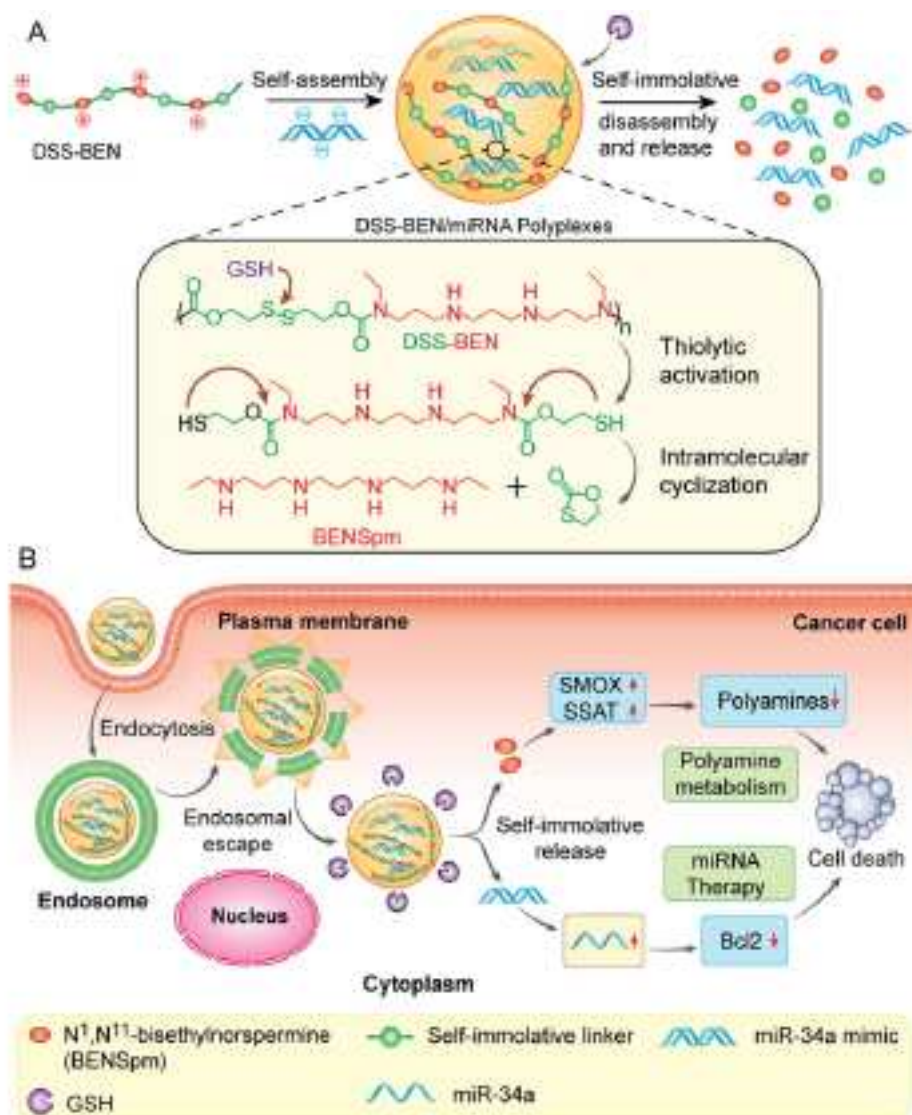 A
Self-assembly
DSS-BEN
Self-immolative
disassembly
and release
DSS-BEN/miRNA Polyplexes
GSH
O
O
S
S
O
O
N
H
N
H
N
N
n
DSS-BEN
Thiolytic
activation
HS
O
O
N
H
N
H
N
N
O
O
SH
Intramolecular
cyclization
N
H
N
H
N
H
N
H
+
O
O
S
BENSpm
B
Plasma membrane
Cancer cell
SMOX
SSAT
Polyamines
Endocytosis
Polyamine
metabolism
Endosomal
escape
Self-immolative
release
Cell death
miRNA
Therapy
Endosome
Nucleus
Bcl2
Cytoplasm
N¹,N¹¹-bisethylnorspermine
(BENSpm)
Self-immolative linker
miR-34a mimic
GSH
miR-34a